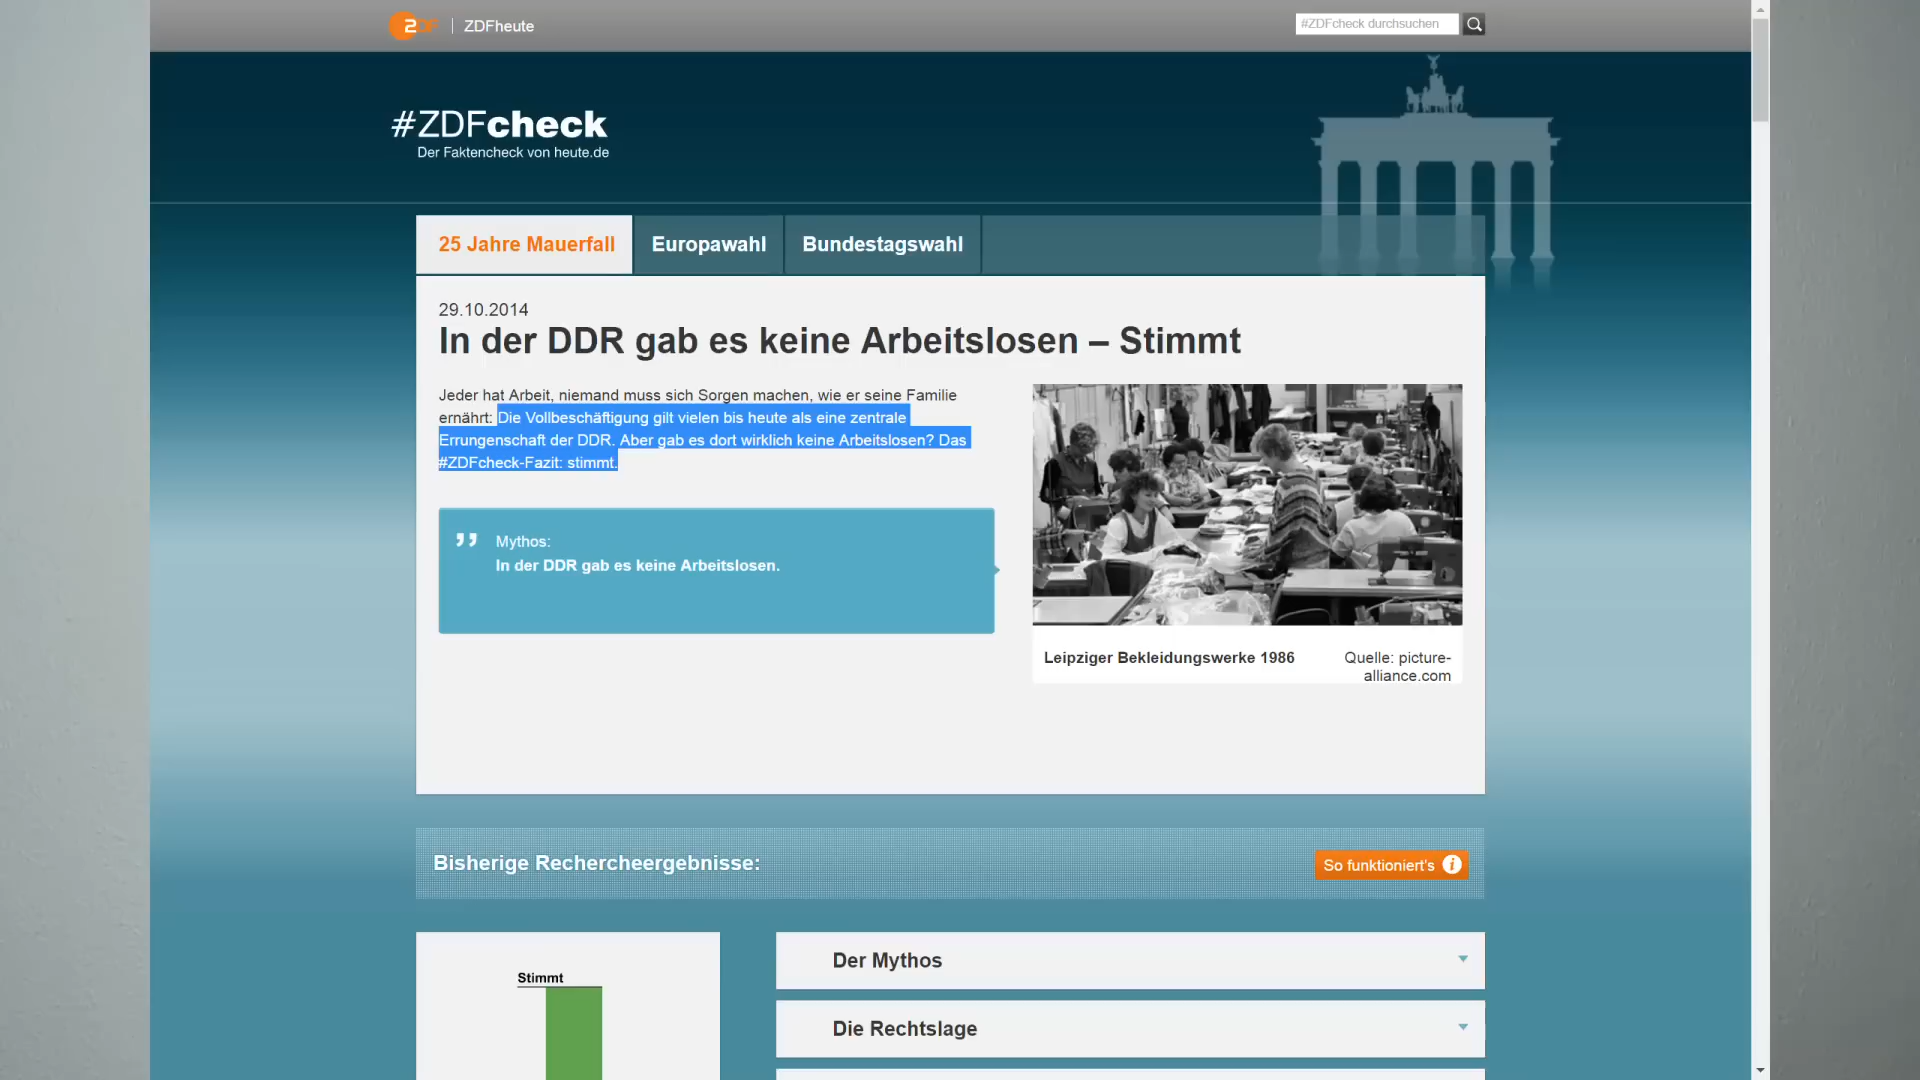 ZDF | ZDFheute
#ZDFcheck durchsuchen
#ZDFcheck
Der Faktencheck von heute.de
25 Jahre Mauerfall
Europawahl
Bundestagswahl
29.10.2014
In der DDR gab es keine Arbeitslosen – Stimmt
Jeder hat Arbeit, niemand muss sich Sorgen machen, wie er seine Familie
ernährt: Die Vollbeschäftigung gilt vielen bis heute als eine zentrale
Errungenschaft der DDR. Aber gab es dort wirklich keine Arbeitslosen? Das
#ZDFcheck-Fazit: stimmt.
” Mythos:
In der DDR gab es keine Arbeitslosen.
Leipziger Bekleidungswerke 1986
Quelle: picture-
alliance.com
Bisherige Rechercheergebnisse:
So funktioniert's i
Stimmt
Der Mythos
Die Rechtslage